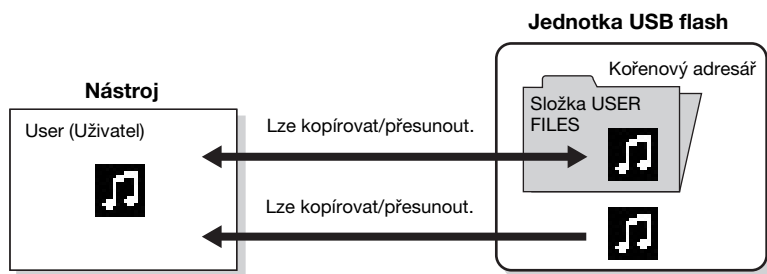 Jednotka USB flash
Kořenový adresář
Nástroj
Složka USER
FILES
User (Uživatel)
Lze kopírovat/přesunout.
Lze kopírovat/přesunout.